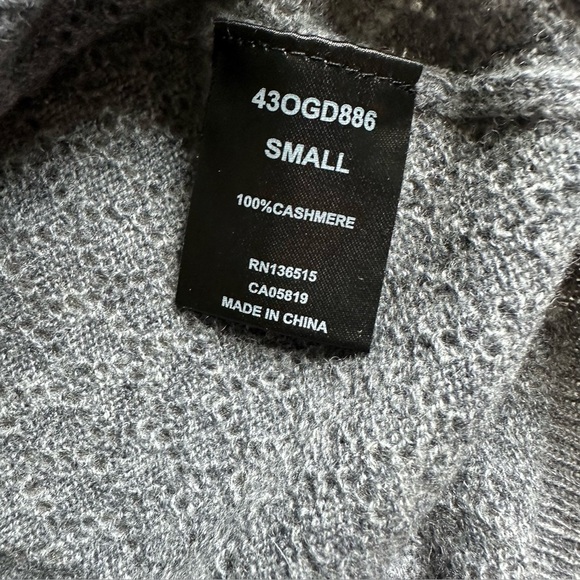 43OGD886
SMALL
100%CASHMERE
RN136515
CA05819
MADE IN CHINA